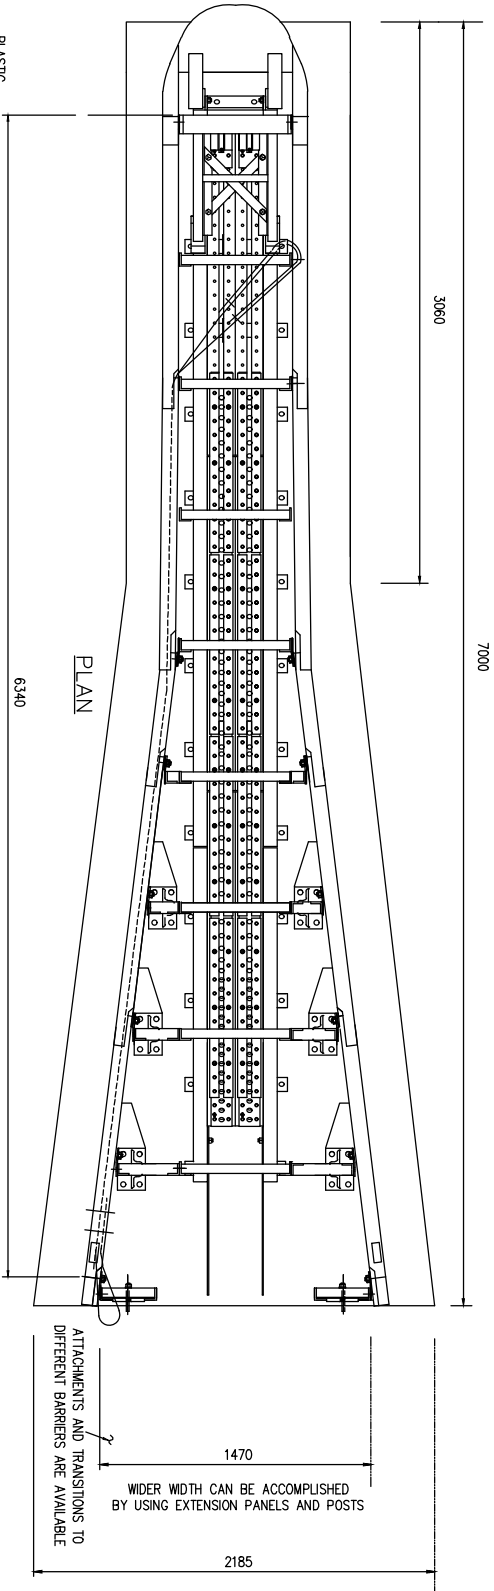 PLASTIC
3060
7000
PLAN
6340
ATTACHMENTS AND TRANSITIONS TO
DIFFERENT BARRIERS ARE AVAILABLE
1470
WIDER WIDTH CAN BE ACCOMPLISHED
BY USING EXTENSION PANELS AND POSTS
2185